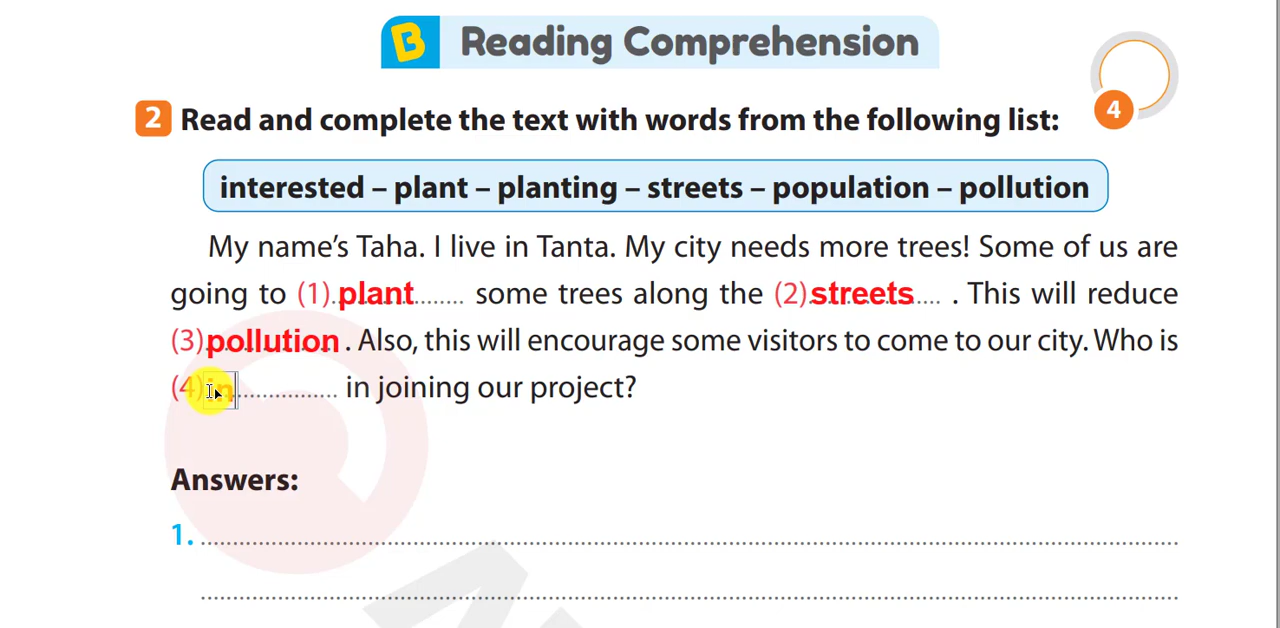 B Reading Comprehension
4
2 Read and complete the text with words from the following list:
interested – plant – planting – streets – population – pollution
My name's Taha. I live in Tanta. My city needs more trees! Some of us are
going to (1) plant ........ some trees along the (2) streets .... . This will reduce
(3) pollution . Also, this will encourage some visitors to come to our city. Who is
(4) in ................ in joining our project?
Answers:
1. ................................................................
................................................................